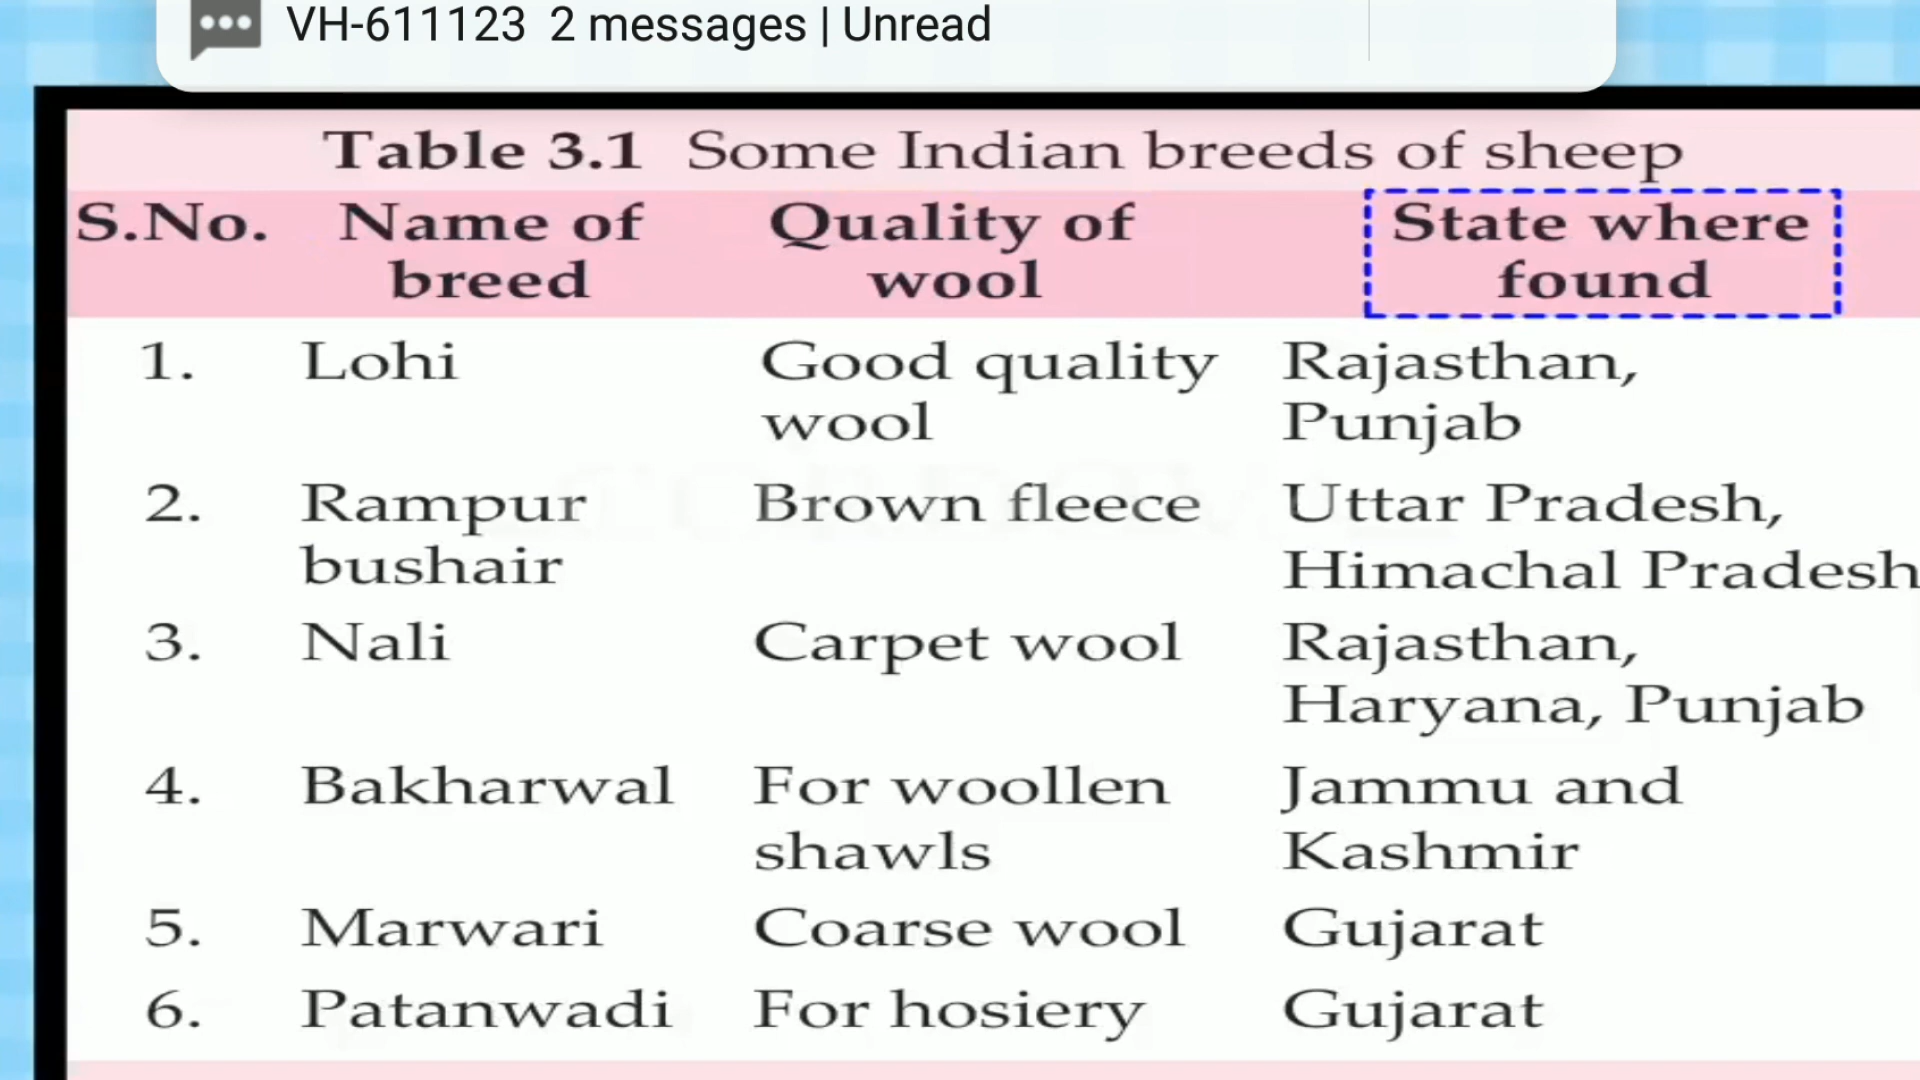 VH-611123 2 messages | Unread
Table 3.1 Some Indian breeds of sheep
S.No. Name of breed Quality of wool State where found
1. Lohi Good quality wool Rajasthan, Punjab
2. Rampur bushair Brown fleece Uttar Pradesh, Himachal Pradesh
3. Nali Carpet wool Rajasthan, Haryana, Punjab
4. Bakharwal For woollen shawls Jammu and Kashmir
5. Marwari Coarse wool Gujarat
6. Patanwadi For hosiery Gujarat